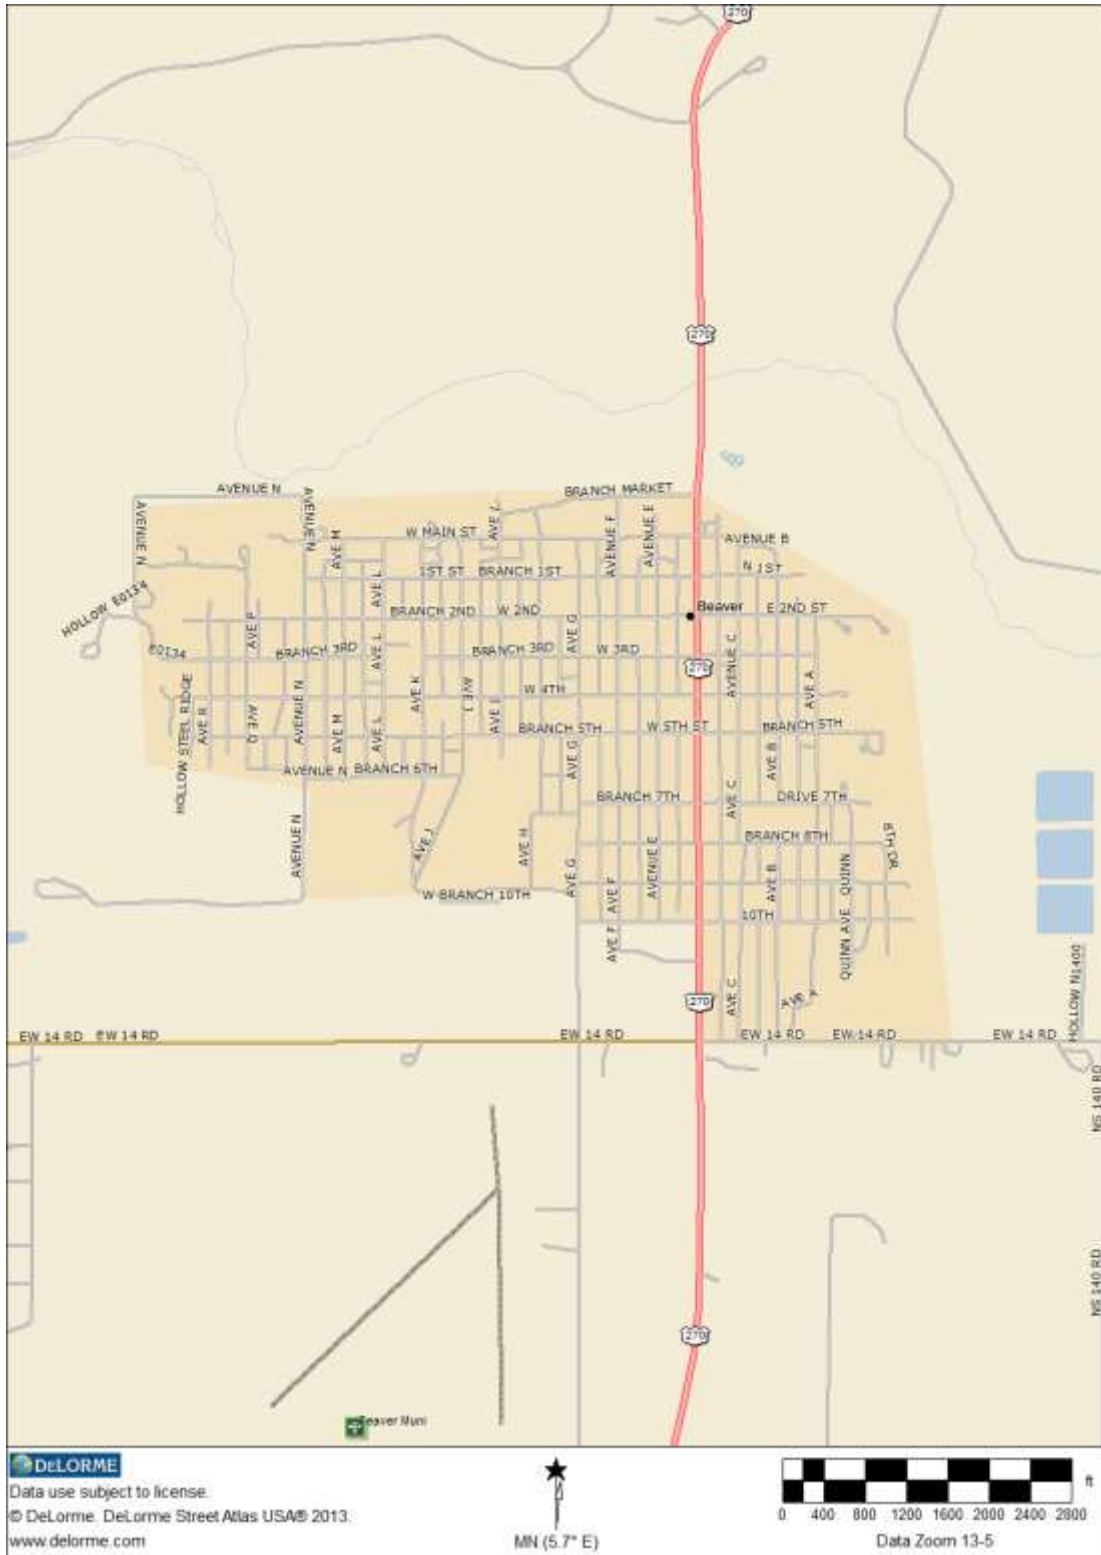 270
270
AVENUE N
BRANCH MARKET
AVENUE N
AVENUE N
AVE J
AVENUE F
AVENUE E
W MAIN ST
AVENUE B
AVE M
1ST ST
BRANCH 1ST
N 1ST
AVE L
HOLLOW E0134
BRANCH 2ND
W 2ND
Beaver
E 2ND ST
AVE P
AVE G
E0134
BRANCH 3RD
AVE L
BRANCH 3RD
W 3RD
270
AVENUE C
HOLLOW STEEL RIDGE
AVE R
AVENUE N
AVE K
AVE I
W 4TH
AVE A
AVE Q
AVE M
AVE L
AVE I
BRANCH 5TH
W 5TH ST
BRANCH 5TH
AVENUE N
BRANCH 6TH
AVE G
AVE B
BRANCH 7TH
AVE C
DRIVE 7TH
AVENUE N
AVE J
AVE H
AVENUE E
BRANCH 8TH
8TH DR
W BRANCH 10TH
AVE G
AVE F
AVE B
QUINN
10TH
AVE F
QUINN AVE
AVE C
AVE A
270
HOLLOW N1400
EW 14 RD
EW 14 RD
EW 14 RD
EW 14 RD
EW 14 RD
EW 14 RD
NS 140 RD
NS 140 RD
270
Beaver Muni
DELORME
Data use subject to license.
© DeLorme. DeLorme Street Atlas USA® 2013.
www.delorme.com
MN (5.7° E)
ft
0 400 800 1200 1600 2000 2400 2800
Data Zoom 13-5